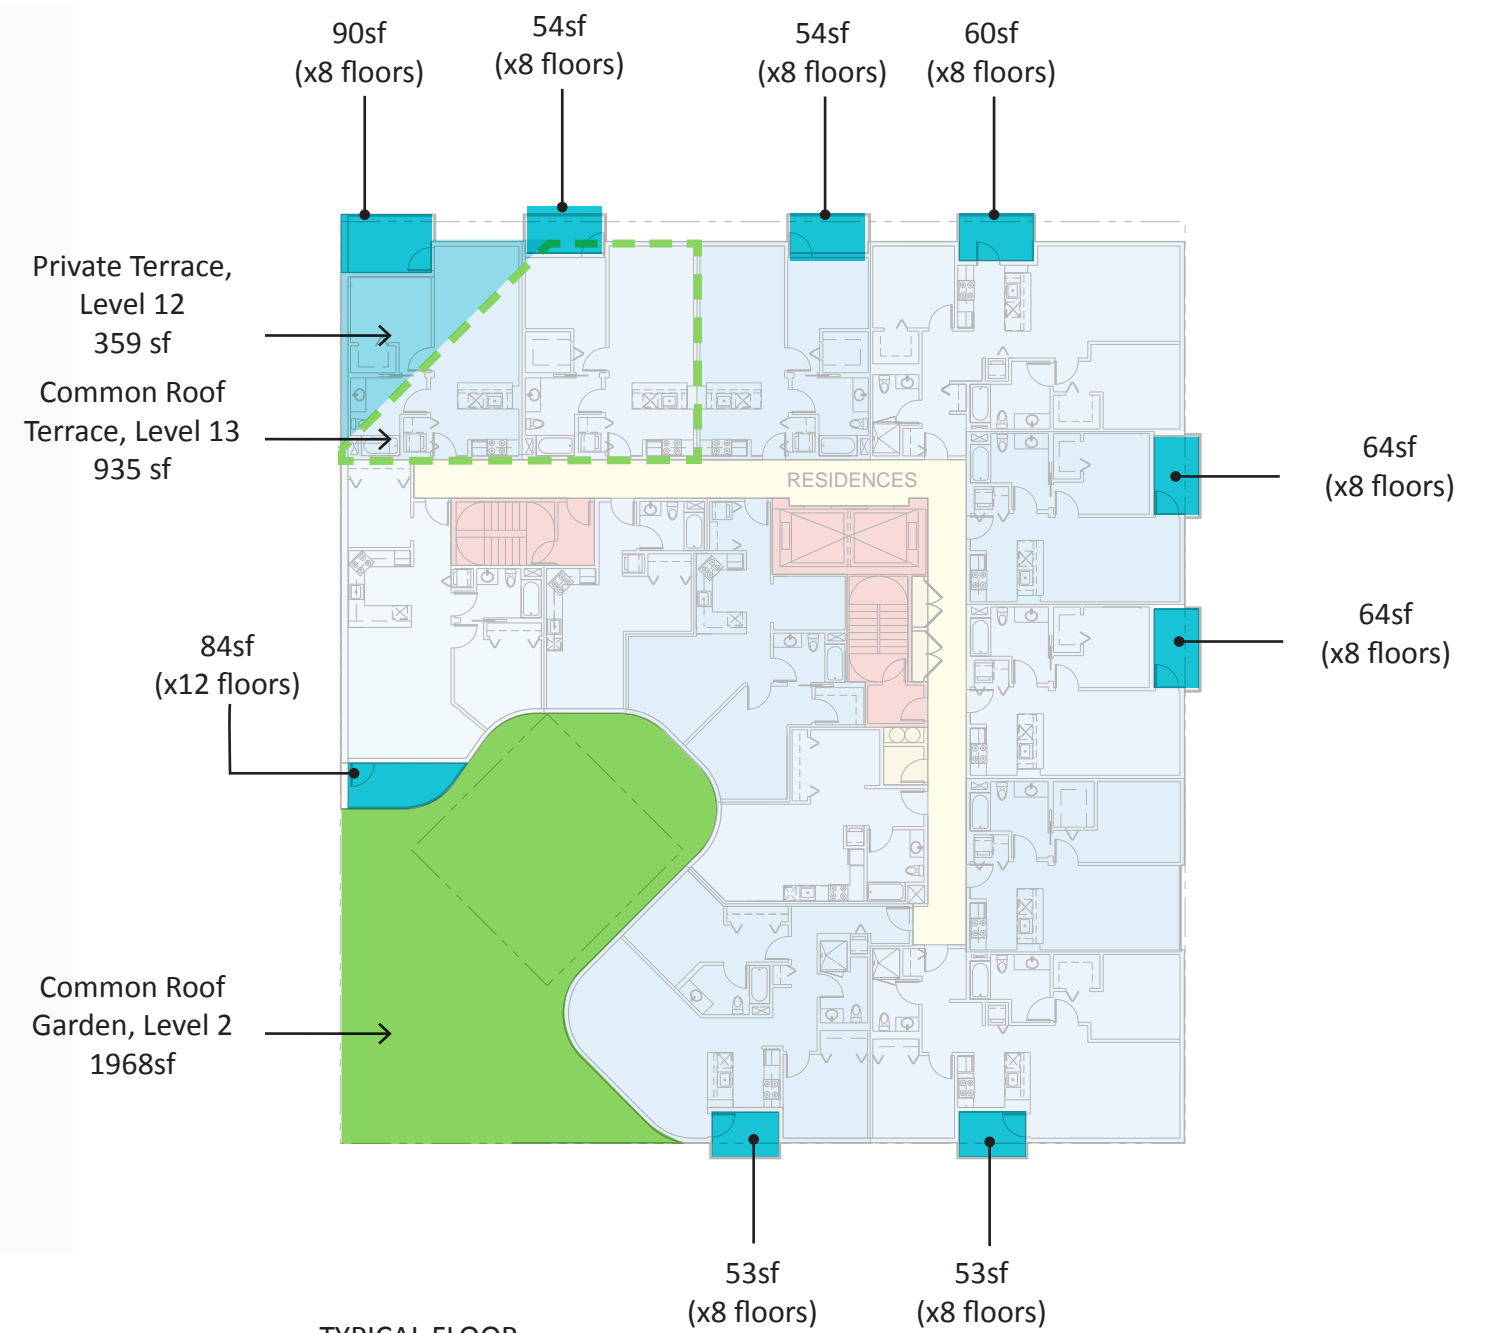 90sf
(x8 floors)
54sf
(x8 floors)
54sf
(x8 floors)
60sf
(x8 floors)
Private Terrace,
Level 12
359 sf
Common Roof
Terrace, Level 13
935 sf
RESIDENCES
64sf
(x8 floors)
64sf
(x8 floors)
84sf
(x12 floors)
Common Roof
Garden, Level 2
1968sf
53sf
(x8 floors)
53sf
(x8 floors)
TYPICAL FLOOR